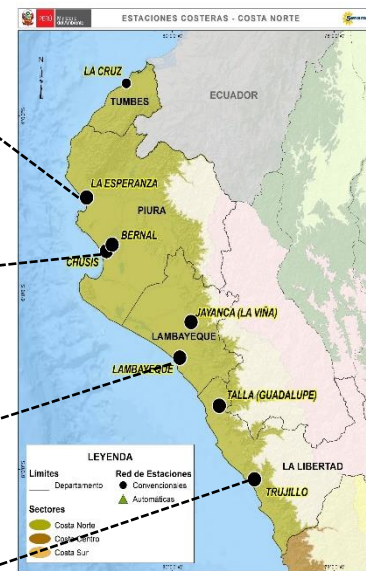 PERÚ
Ministerio
del Ambiente
ESTACIONES COSTERAS - COSTA NORTE
LA CRUZ
TUMBES
ECUADOR
LA ESPERANZA
PIURA
BERNAL
CHUSIS
JAYANCA (LA VIÑA)
LAMBAYEQUE
LAMBAYEQUE
TALLA (GUADALUPE)
LA LIBERTAD
TRUJILLO
LEYENDA
Limites
Departamento
Red de Estaciones
Convencionales
Automáticas
Sectores
Costa Norte
Costa Centro
Costa Sur